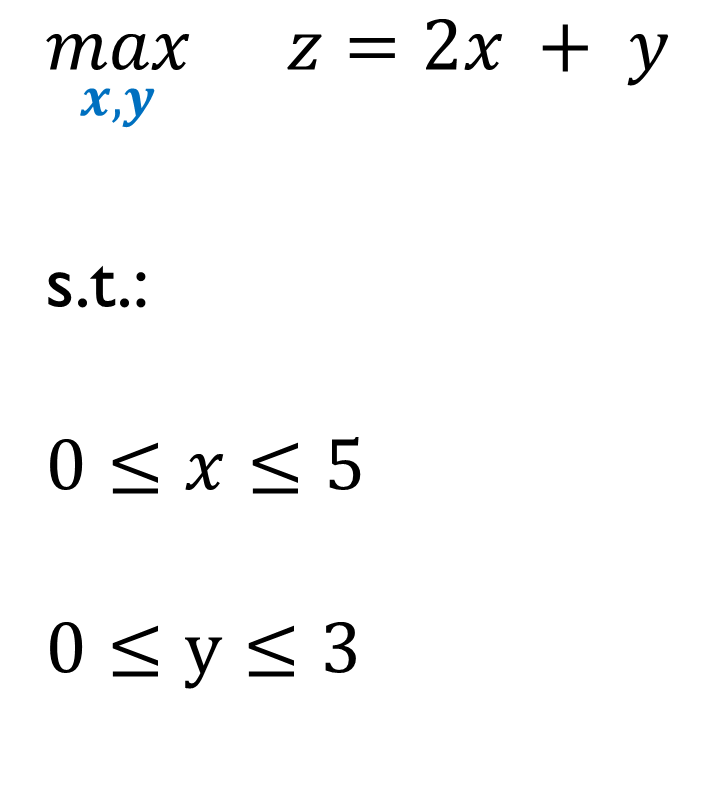 max z = 2x + y
x,y
s.t.:
0 ≤ x ≤ 5
0 ≤ y ≤ 3